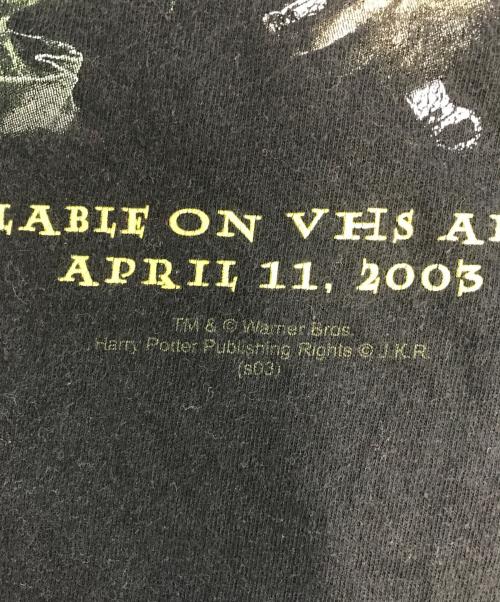 LABLE ON VHS A
APRIL 11, 2003
TM & © Warner Bros.
Harry Potter Publishing Rights © J.K.R.
(s03)